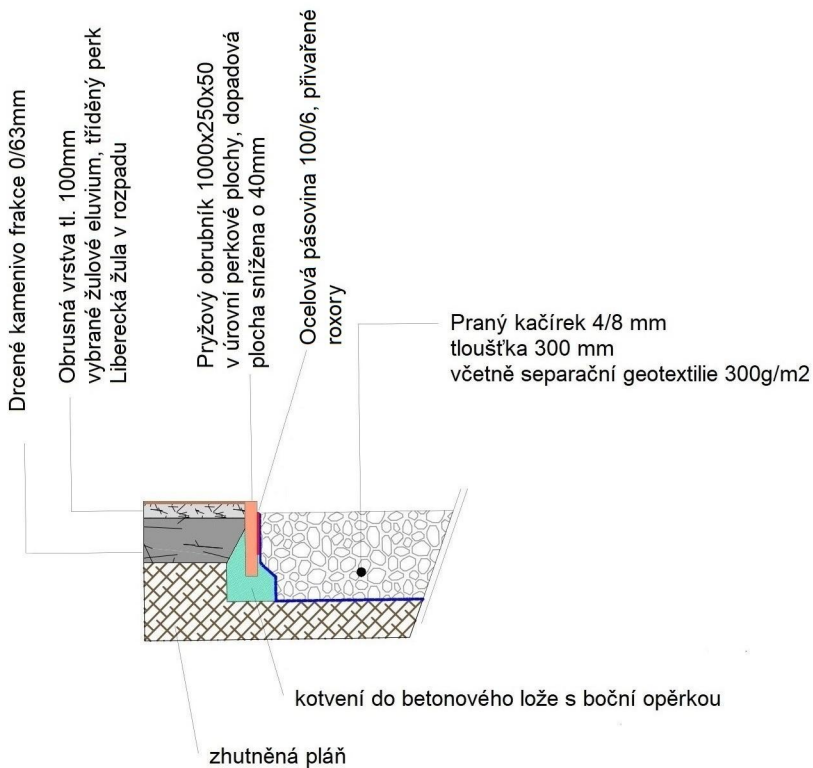 Drcené kamenivo frakce 0/63mm
Obrusná vrstva tl. 100mm
vybrané žulové eluvium, tříděný perk
Liberecká žula v rozpadu
Pryžový obrubník 1000x250x50
v úrovní perkové plochy, dopadová
plocha snížena o 40mm
Ocelová pásovina 100/6, přivařené
roxory
Praný kačírek 4/8 mm
tloušťka 300 mm
včetně separační geotextilie 300g/m2
kotvení do betonového lože s boční opěrkou
zhutněná pláň